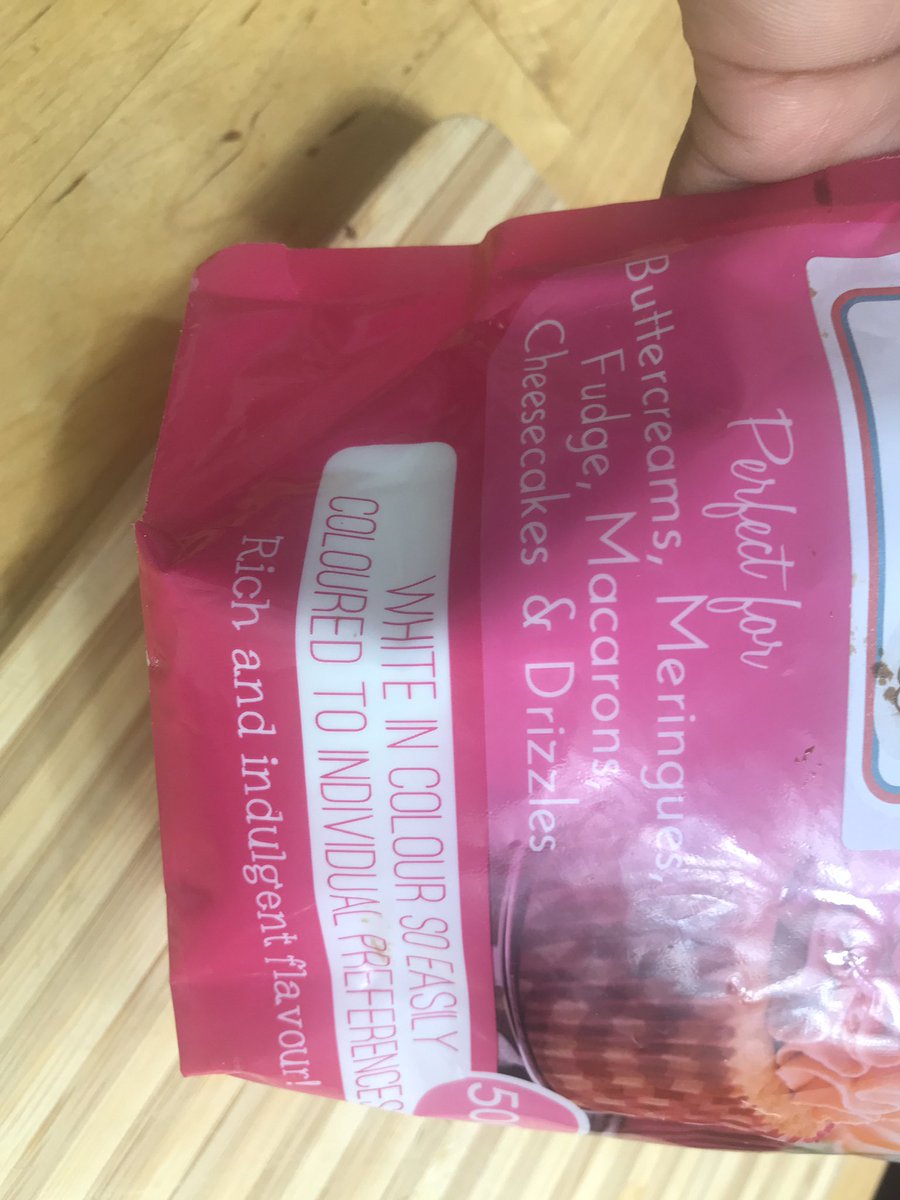 Perfect for
Buttercreams, Meringues,
Fudge, Macarons,
Cheesecakes & Drizzles
WHITE IN COLOUR SO EASILY
COLOURED TO INDIVIDUAL PREFERENCES
Rich and indulgent flavour!
50